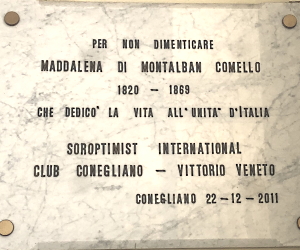 PER NON DIMENTICARE
MADDALENA DI MONTALBAN COMELLO
1820 – 1869
CHE DEDICO' LA VITA ALL'UNITA' D'ITALIA
SOROPTIMIST INTERNATIONAL
CLUB CONEGLIANO – VITTORIO VENETO
CONEGLIANO 22-12-2011